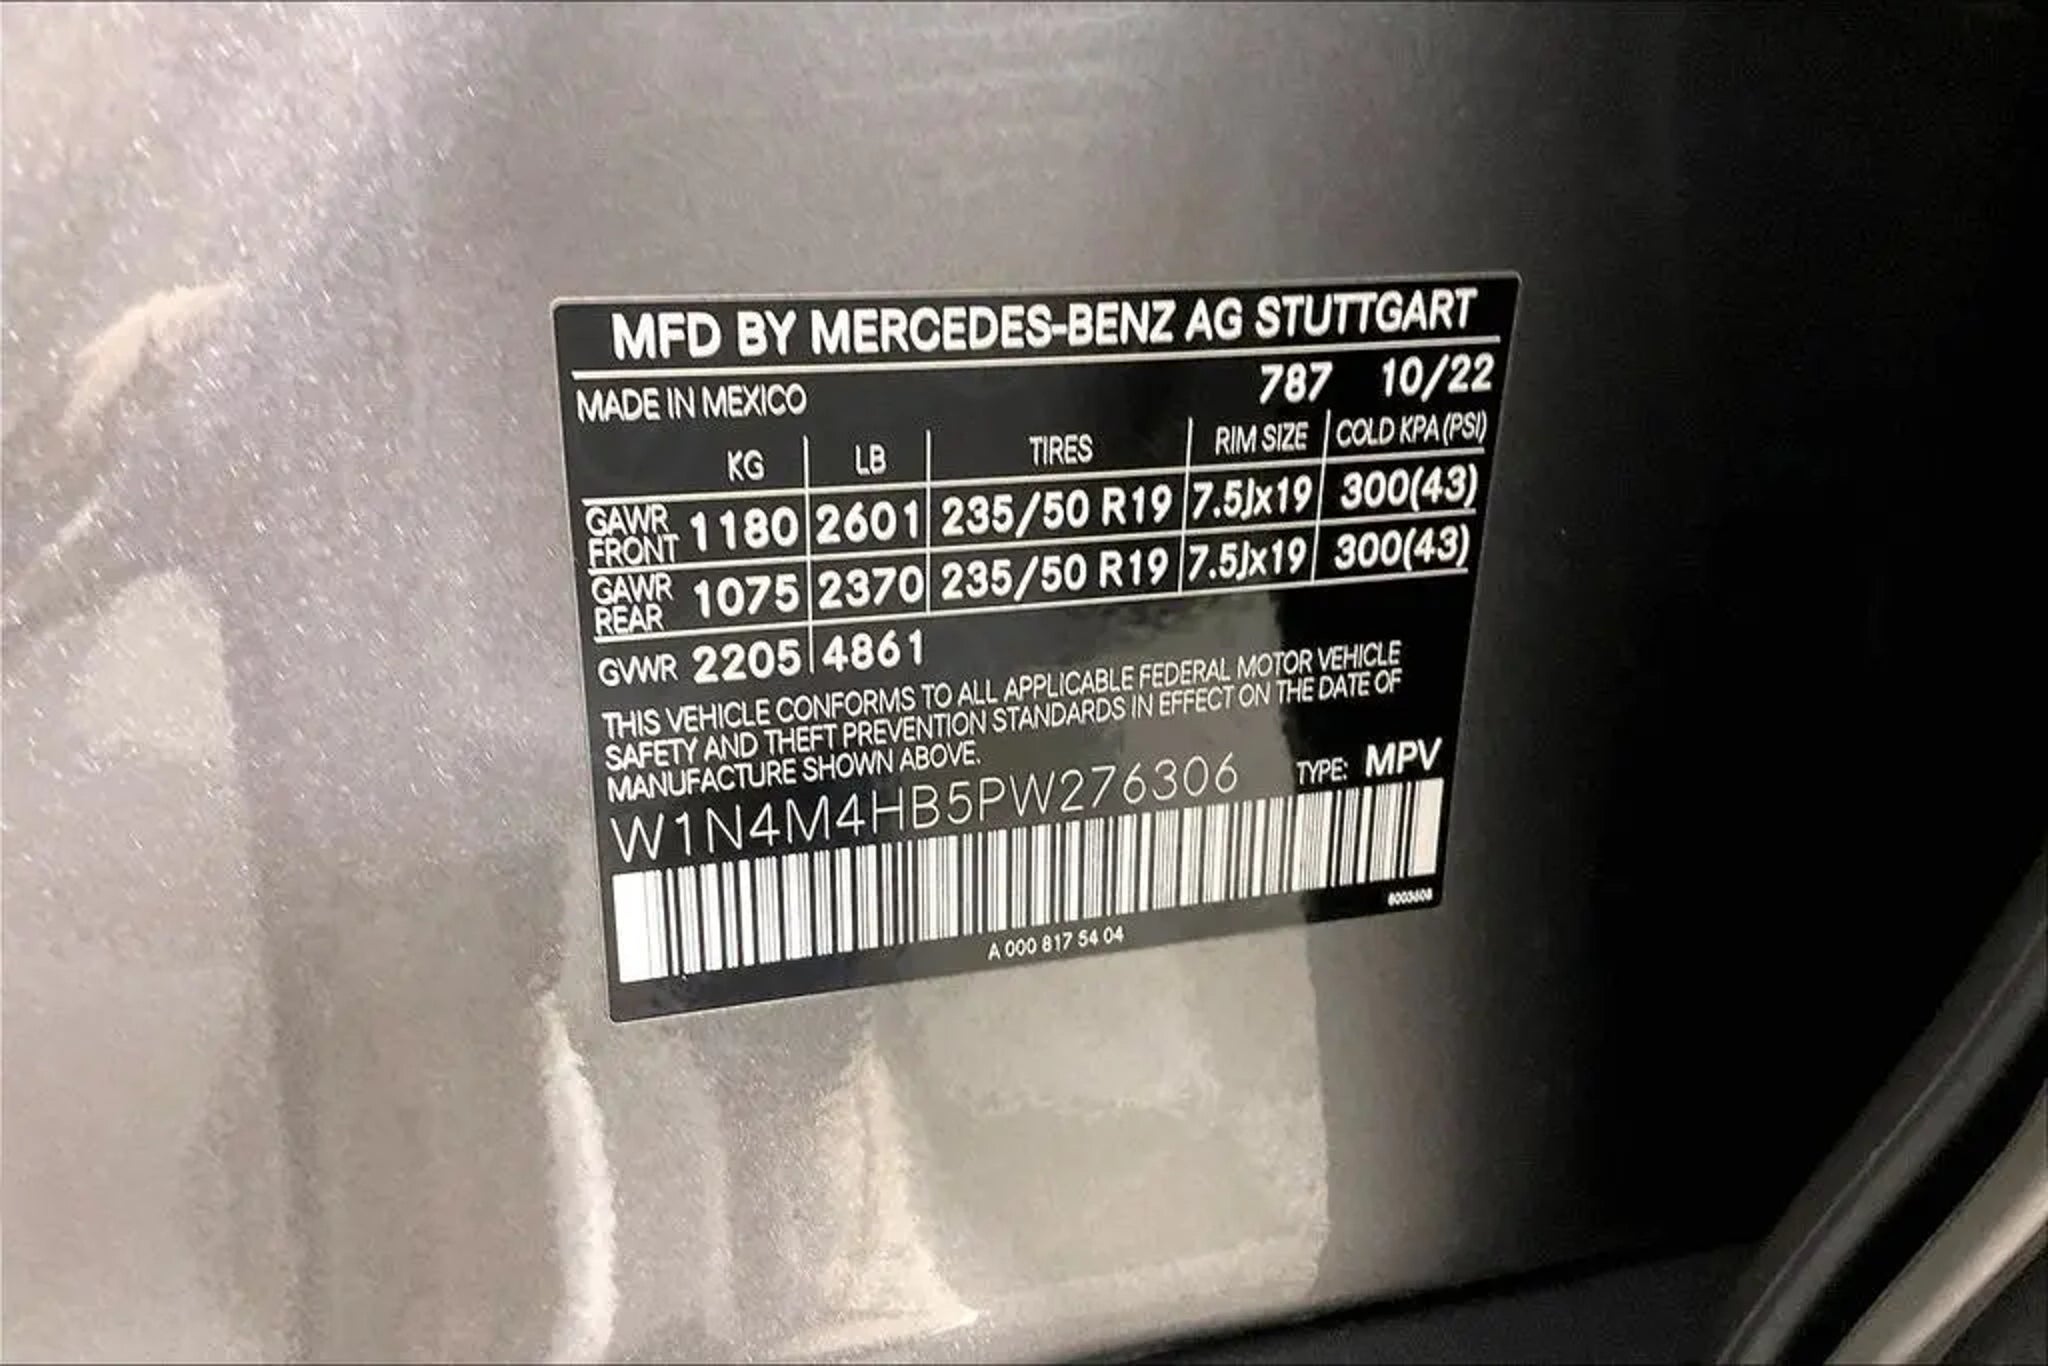 MFD BY MERCEDES-BENZ AG STUTTGART
MADE IN MEXICO 787 10/22
KG LB TIRES RIM SIZE COLD KPA (PSI)
GAWR FRONT 1180 2601 235/50 R19 7.5Jx19 300(43)
GAWR REAR 1075 2370 235/50 R19 7.5Jx19 300(43)
GVWR 2205 4861
THIS VEHICLE CONFORMS TO ALL APPLICABLE FEDERAL MOTOR VEHICLE
SAFETY AND THEFT PREVENTION STANDARDS IN EFFECT ON THE DATE OF
MANUFACTURE SHOWN ABOVE.
W1N4M4HB5PW276306 TYPE: MPV
A 000 817 54 04